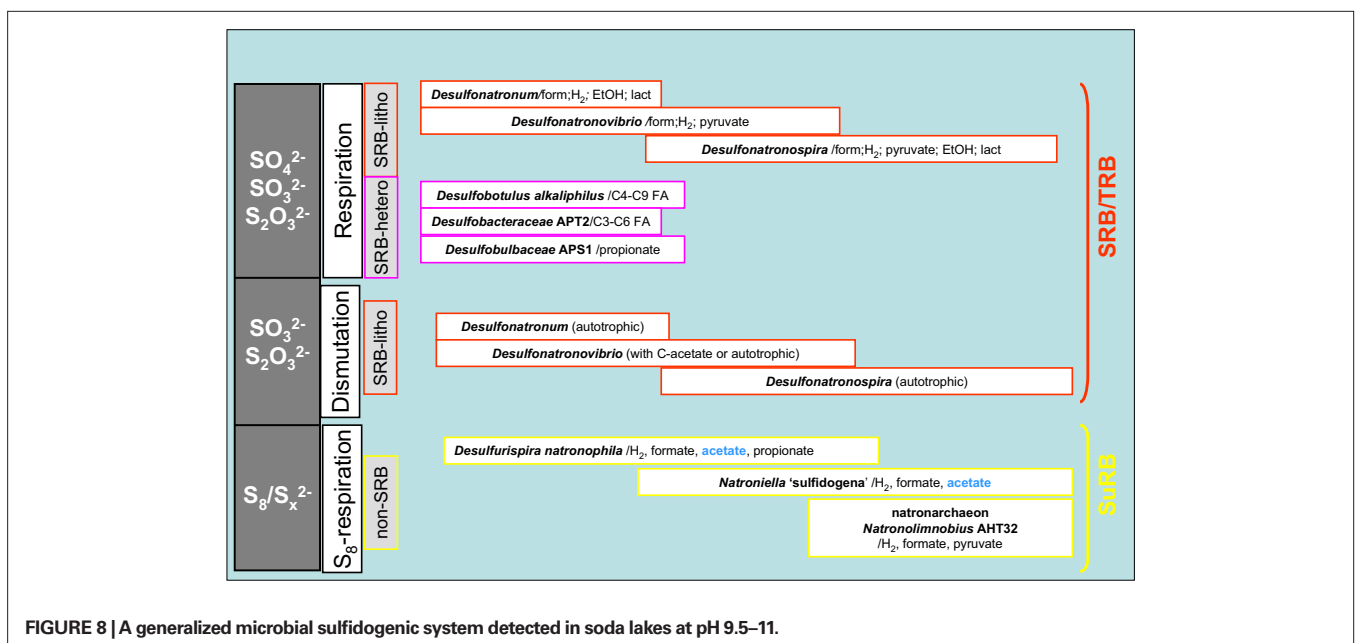 SO₄²⁻
SO₃²⁻
S₂O₃²⁻
Respiration
SRB-litho
Desulfonatronum/form;H₂; EtOH; lact
Desulfonatronovibrio /form;H₂; pyruvate
Desulfonatronospira /form;H₂; pyruvate; EtOH; lact
SRB-hetero
Desulfobotulus alkaliphilus /C4-C9 FA
Desulfobacteraceae APT2/C3-C6 FA
Desulfobulbaceae APS1 /propionate
SO₃²⁻
S₂O₃²⁻
Dismutation
SRB-litho
Desulfonatronum (autotrophic)
Desulfonatronovibrio (with C-acetate or autotrophic)
Desulfonatronospira (autotrophic)
SRB/TRB
S₈/Sₓ²⁻
S₈-respiration
non-SRB
Desulfurispira natronophila /H₂, formate, acetate, propionate
Natroniella ‘sulfidogena’ /H₂, formate, acetate
natronarchaeon
Natronolimnobius AHT32
/H₂, formate, pyruvate
SuRB
FIGURE 8 | A generalized microbial sulfidogenic system detected in soda lakes at pH 9.5–11.